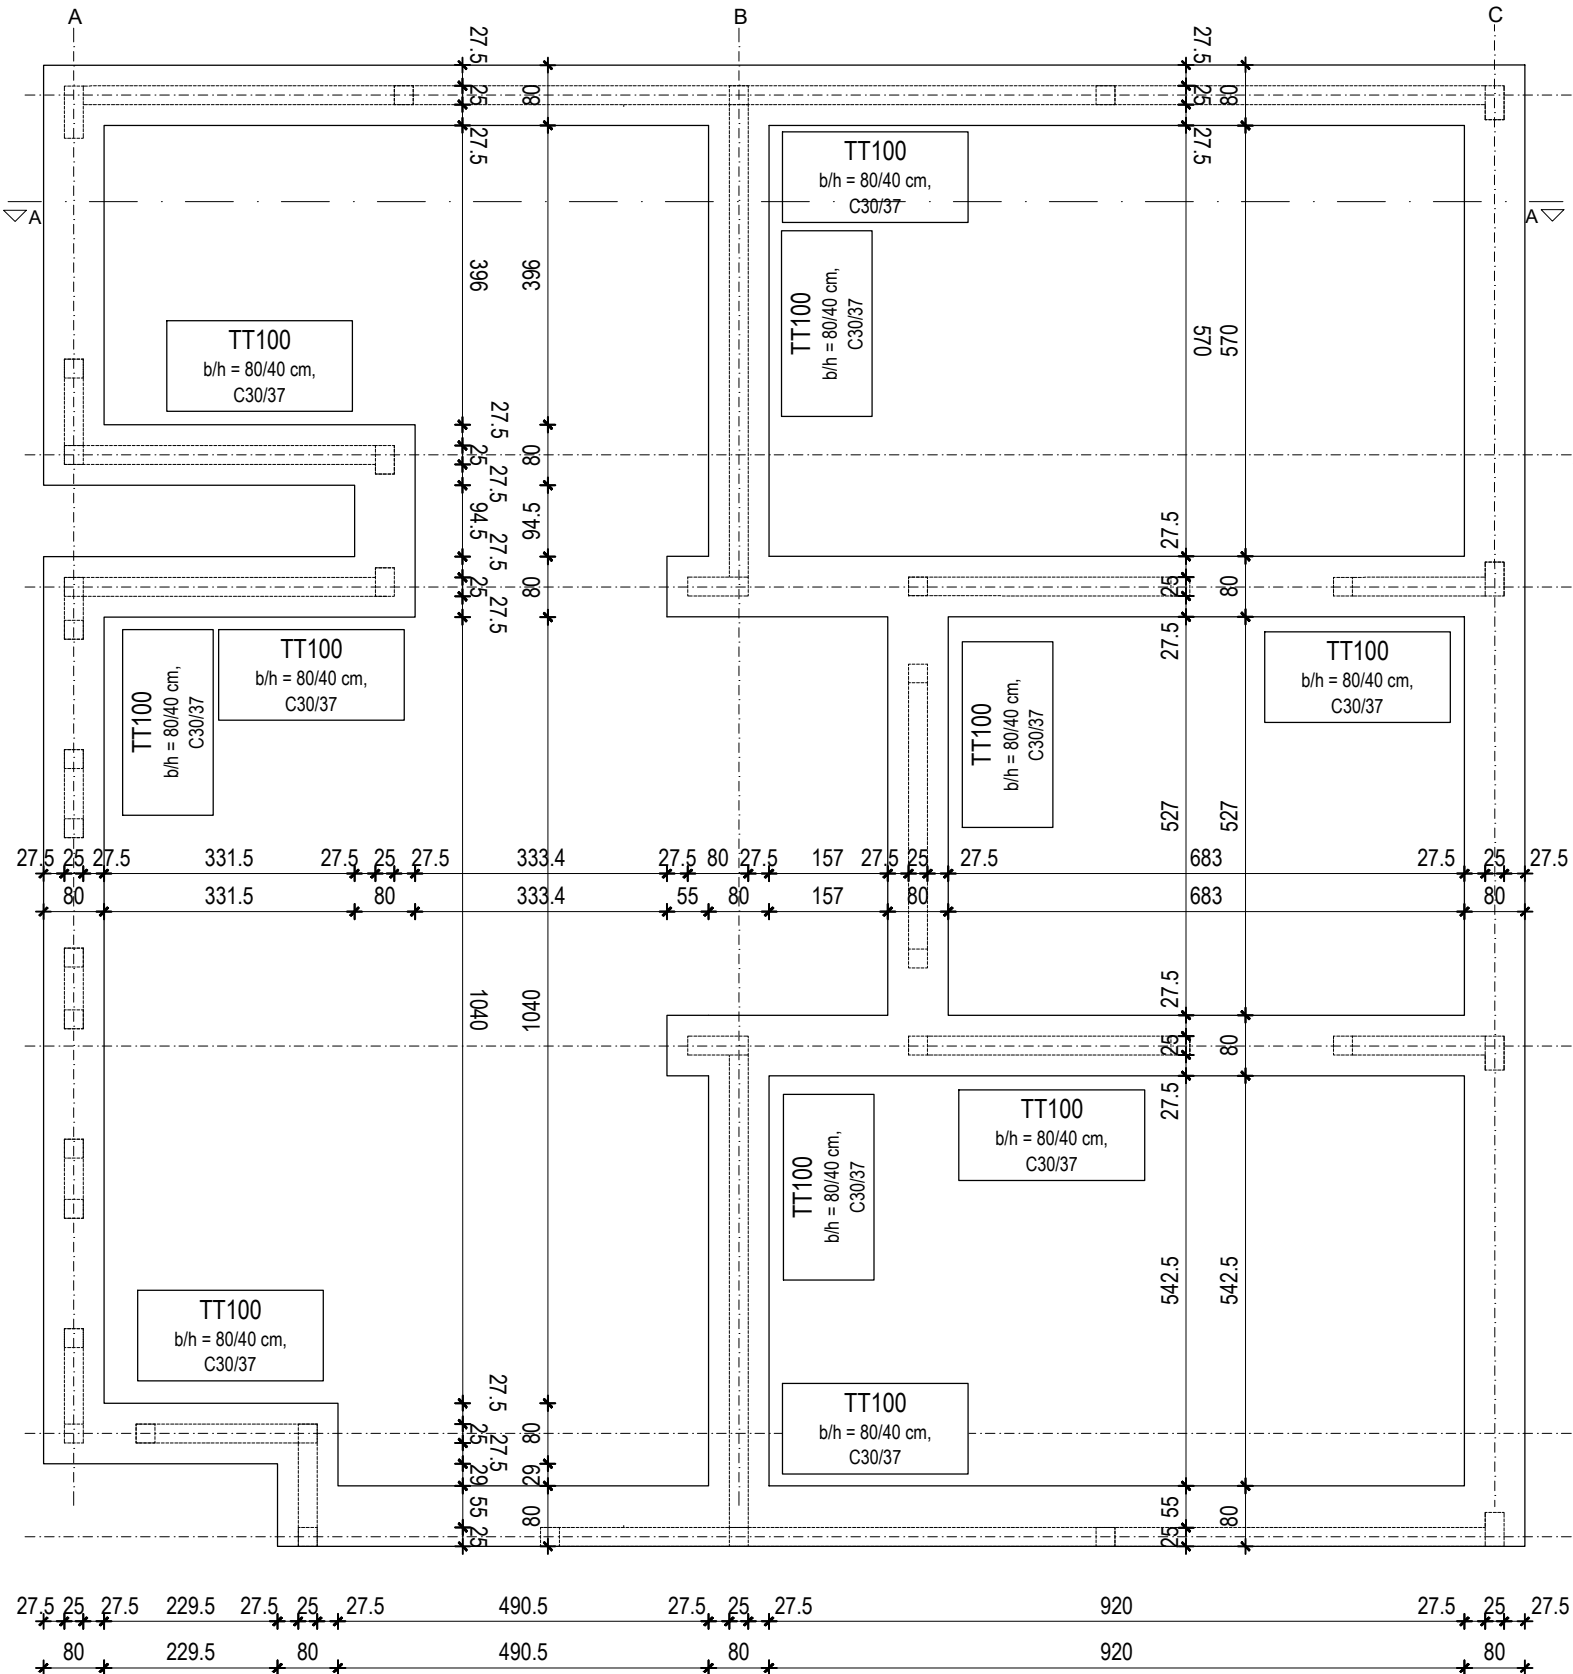 A
B
C
27.5
25
27.5
80
27.5
25
27.5
80
TT100
b/h = 80/40 cm,
C30/37
A
A
TT100
b/h = 80/40 cm,
C30/37
396
396
570
570
TT100
b/h = 80/40 cm,
C30/37
27.5
25
27.5
80
94.5
94.5
27.5
25
27.5
80
27.5
25
27.5
80
TT100
b/h = 80/40 cm,
C30/37
TT100
b/h = 80/40 cm,
C30/37
TT100
b/h = 80/40 cm,
C30/37
TT100
b/h = 80/40 cm,
C30/37
527
527
27.5 25 27.5 331.5 27.5 25 27.5 333.4 27.5 80 27.5 157 27.5 25 27.5 683 27.5 25 27.5
80 331.5 80 333.4 55 80 157 80 683 80
1040
1040
27.5
25
27.5
80
TT100
b/h = 80/40 cm,
C30/37
TT100
b/h = 80/40 cm,
C30/37
542.5
542.5
TT100
b/h = 80/40 cm,
C30/37
TT100
b/h = 80/40 cm,
C30/37
27.5
25
27.5
80
29
29
55
25
80
55
25
80
27.5 25 27.5 229.5 27.5 25 27.5 490.5 27.5 25 27.5 920 27.5 25 27.5
80 229.5 80 490.5 80 920 80